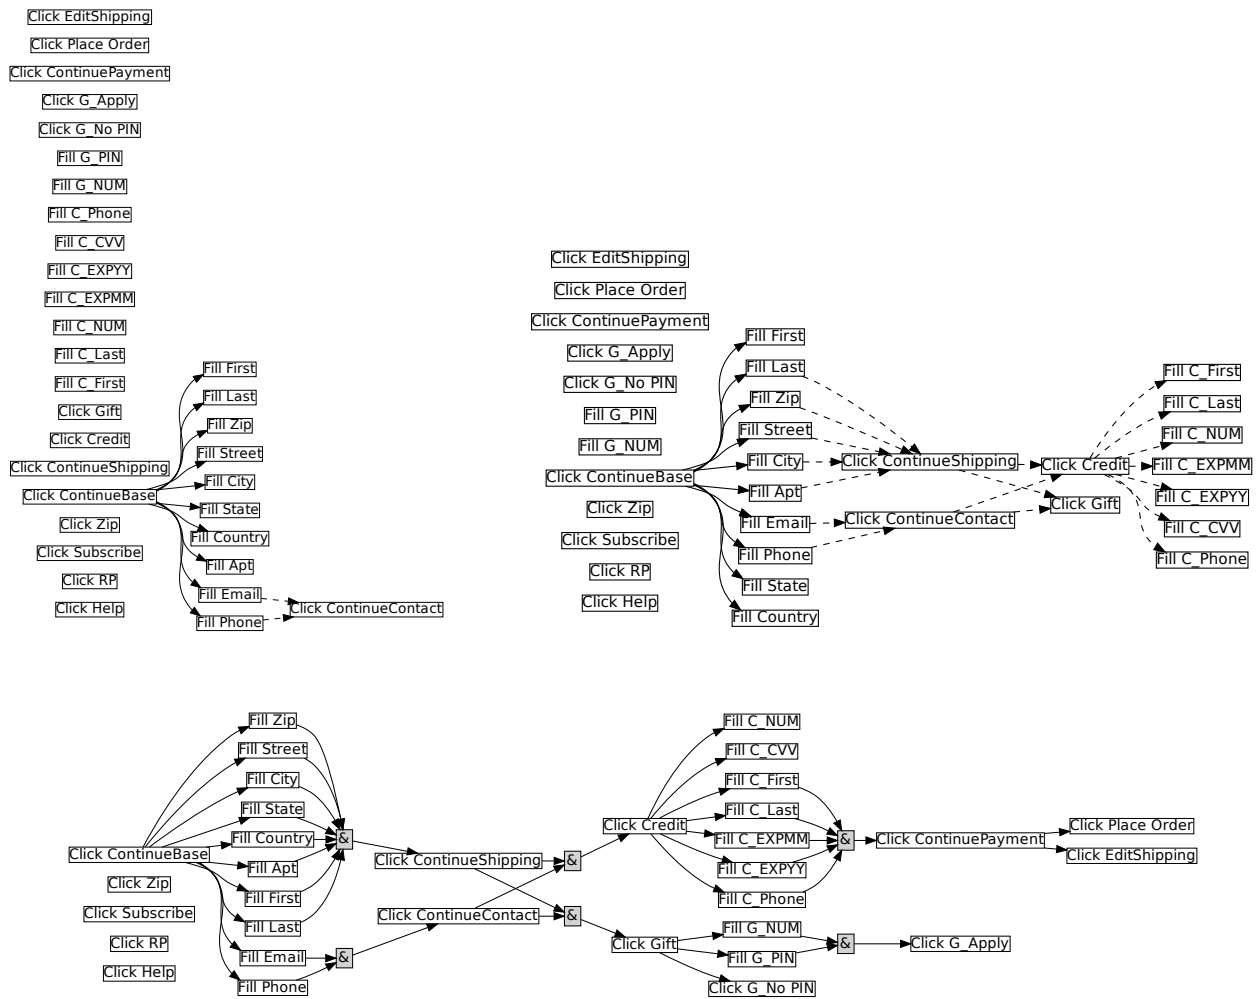 Click EditShipping
Click Place Order
Click ContinuePayment
Click G_Apply
Click G_No PIN
Fill G_PIN
Fill G_NUM
Fill C_Phone
Fill C_CVV
Fill C_EXPYY
Fill C_EXPMM
Fill C_NUM
Fill C_Last
Fill C_First
Click Gift
Click Credit
Click ContinueShipping
Click ContinueBase
Click Zip
Click Subscribe
Click RP
Click Help
Fill First
Fill Last
Fill Zip
Fill Street
Fill City
Fill State
Fill Country
Fill Apt
Fill Email
Fill Phone
Click ContinueContact
Click EditShipping
Click Place Order
Click ContinuePayment
Click G_Apply
Click G_No PIN
Fill G_PIN
Fill G_NUM
Click ContinueBase
Click Zip
Click Subscribe
Click RP
Click Help
Fill First
Fill Last
Fill Zip
Fill Street
Fill City
Fill Apt
Fill Email
Fill Phone
Fill State
Fill Country
Click ContinueShipping
Click ContinueContact
Click Credit
Click Gift
Fill C_First
Fill C_Last
Fill C_NUM
Fill C_EXPMM
Fill C_EXPYY
Fill C_CVV
Fill C_Phone
Click ContinueBase
Click Zip
Click Subscribe
Click RP
Click Help
Fill Zip
Fill Street
Fill City
Fill State
Fill Country
Fill Apt
Fill First
Fill Last
Fill Email
Fill Phone
&
&
Click ContinueShipping
Click ContinueContact
&
&
Click Credit
Click Gift
Fill C_NUM
Fill C_CVV
Fill C_First
Fill C_Last
Fill C_EXPMM
Fill C_EXPYY
Fill C_Phone
Fill G_NUM
Fill G_PIN
Click G_No PIN
&
&
Click ContinuePayment
Click G_Apply
Click Place Order
Click EditShipping